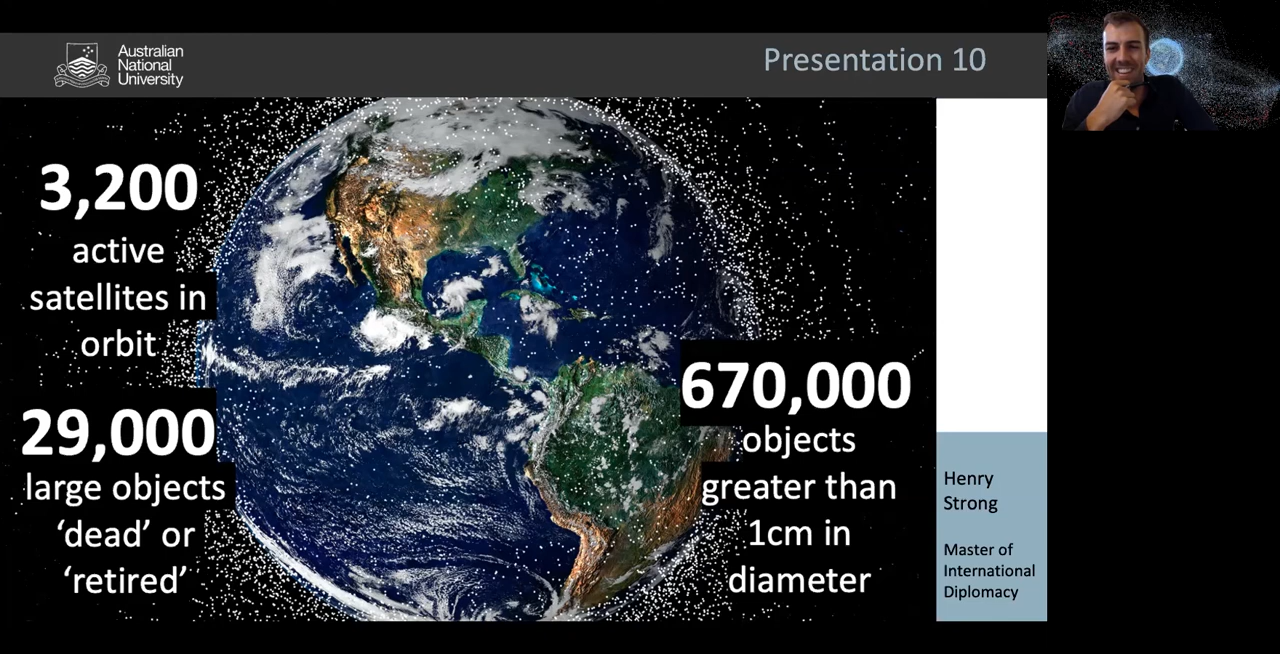 Australian
National
University
Presentation 10
3,200
active
satellites in
orbit
29,000
large objects
‘dead’ or
‘retired’
670,000
objects
greater than
1cm in
diameter
Henry
Strong
Master of
International
Diplomacy